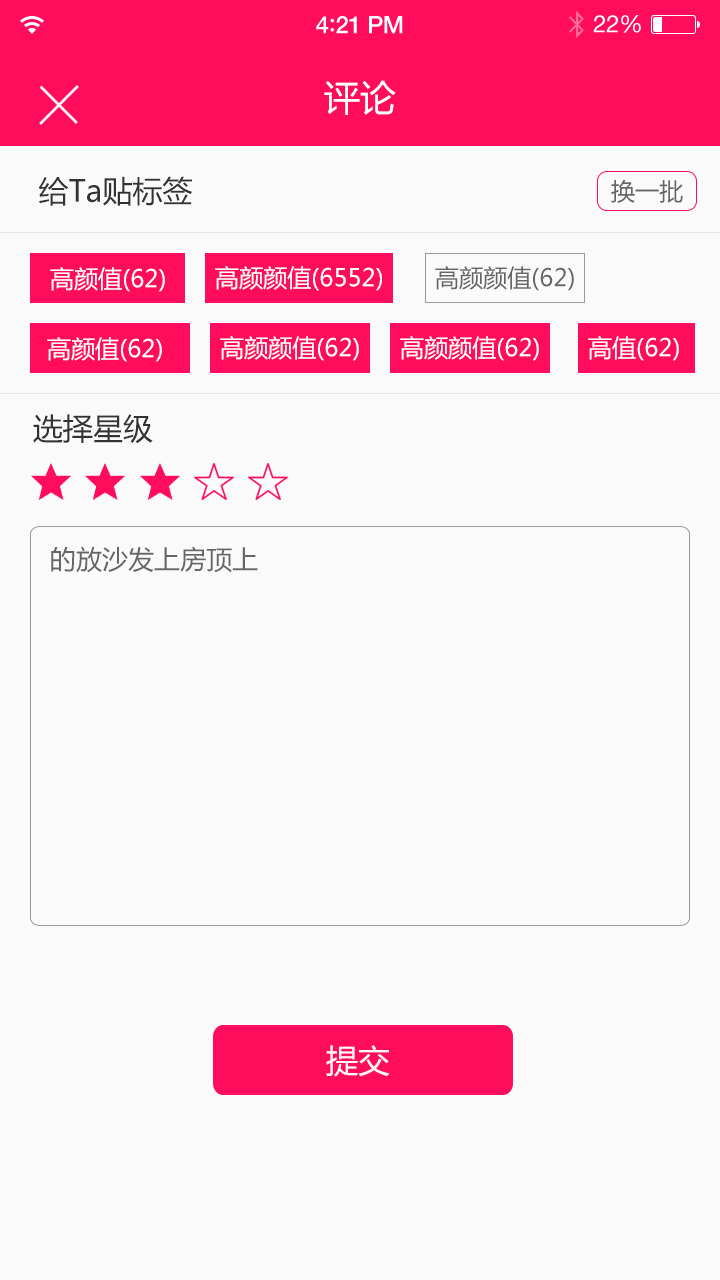 4:21 PM 22%
评论
给Ta贴标签 换一批
高颜值(62) 高颜颜值(6552) 高颜颜值(62)
高颜值(62) 高颜颜值(62) 高颜颜值(62) 高值(62)
选择星级
的放沙发上房顶上
提交